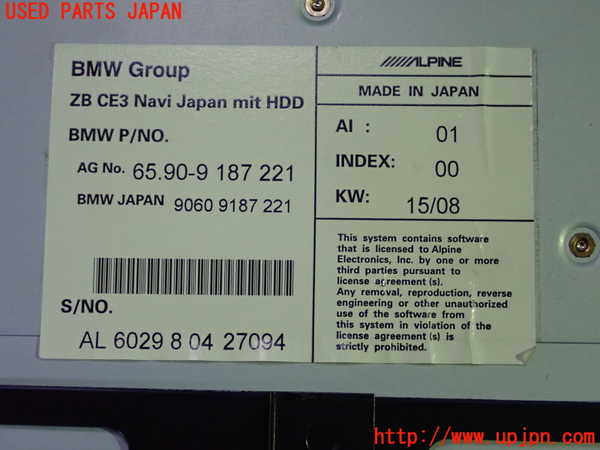 USED PARTS JAPAN
BMW Group
ZB CE3 Navi Japan mit HDD
BMW P/NO.
AG No. 65.90-9 187 221
BMW JAPAN 9060 9187 221
S/NO.
AL 6029 8 04 27094
ALPINE
MADE IN JAPAN
AI : 01
INDEX: 00
KW: 15/08
This system contains software
that is licensed to Alpine
Electronics, Inc. by one or more
third parties pursuant to
license agreement (s).
Any removal, reproduction, reverse
engineering or other unauthorized
use of the software from
this system in violation of the
license agreement (s) is
strictly prohibited.
http://www.upjpn.com